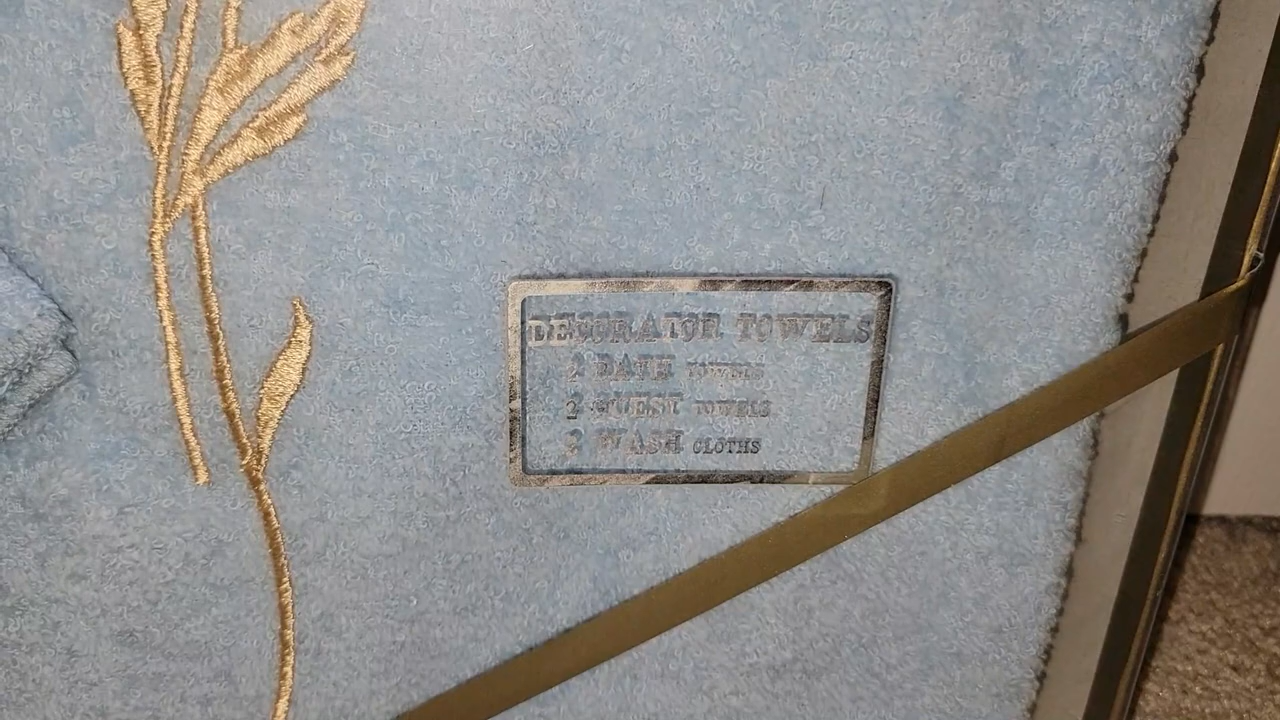 DECORATOR TOWELS
2 BATH TOWELS
2 GUEST TOWELS
2 WASH CLOTHS